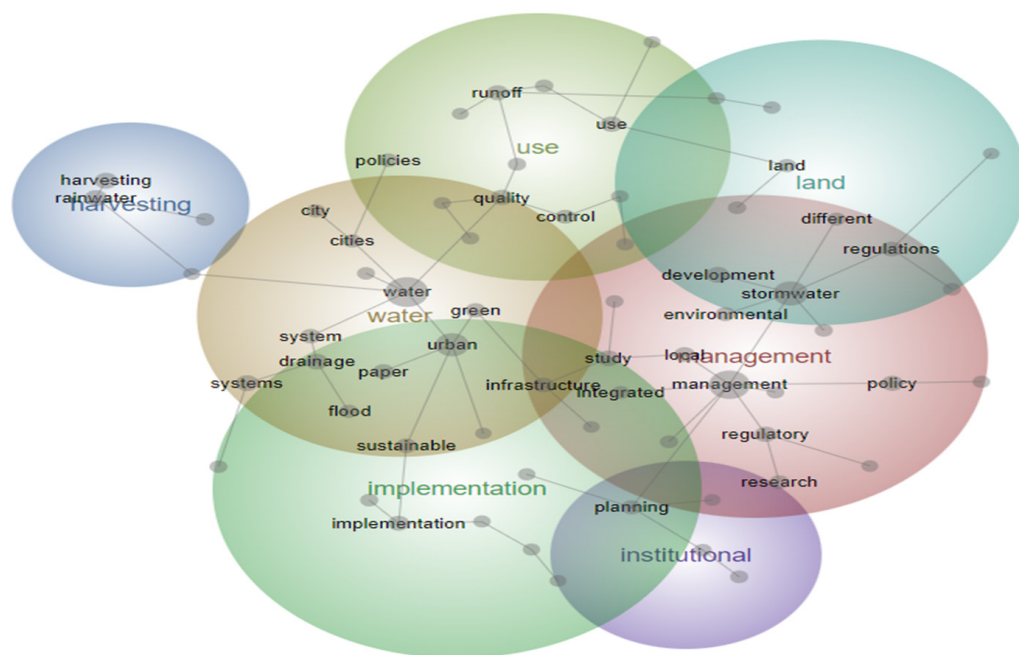 runoff
use
use
policies
land
land
harvesting
rainwater
harvesting
quality
city
control
different
cities
regulations
development
water
stormwater
green
environmental
water
system
urban
drainage
study
local
management
paper
systems
infrastructure
integrated
management
policy
flood
regulatory
sustainable
research
implementation
planning
implementation
institutional